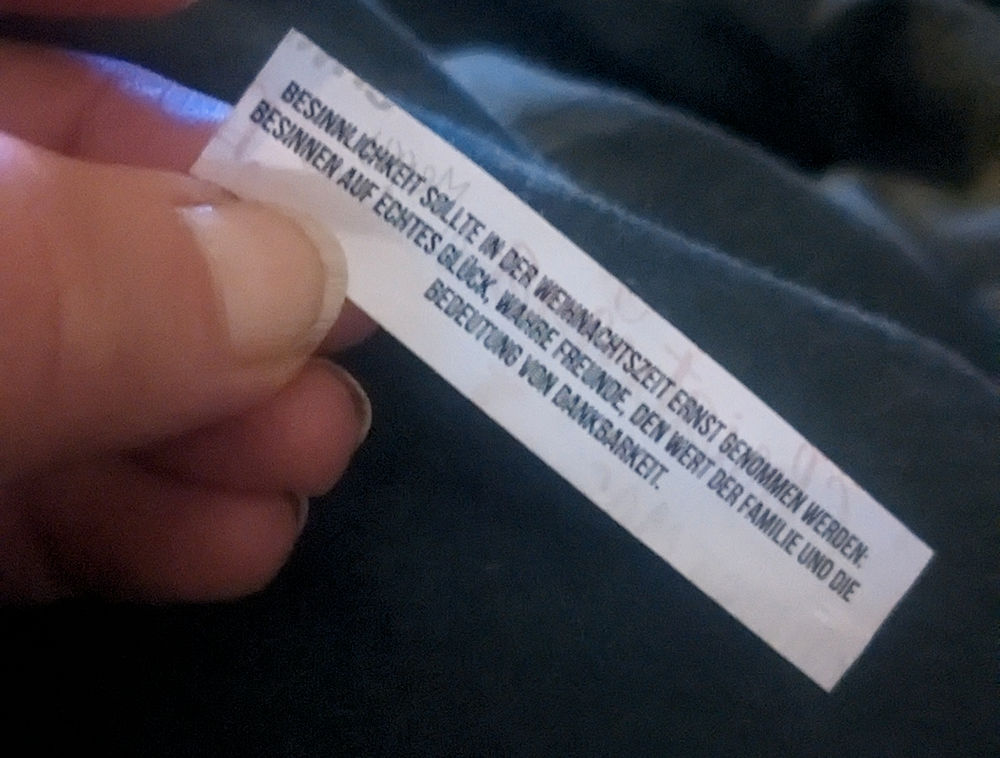 BESINNLICHKEIT SOLLTE IN DER WEIHNACHTSZEIT ERNST GENOMMEN WERDEN:
BESINNEN AUF ECHTES GLÜCK, WAHRE FREUNDE, DEN WERT DER FAMILIE UND DIE
BEDEUTUNG VON DANKBARKEIT.